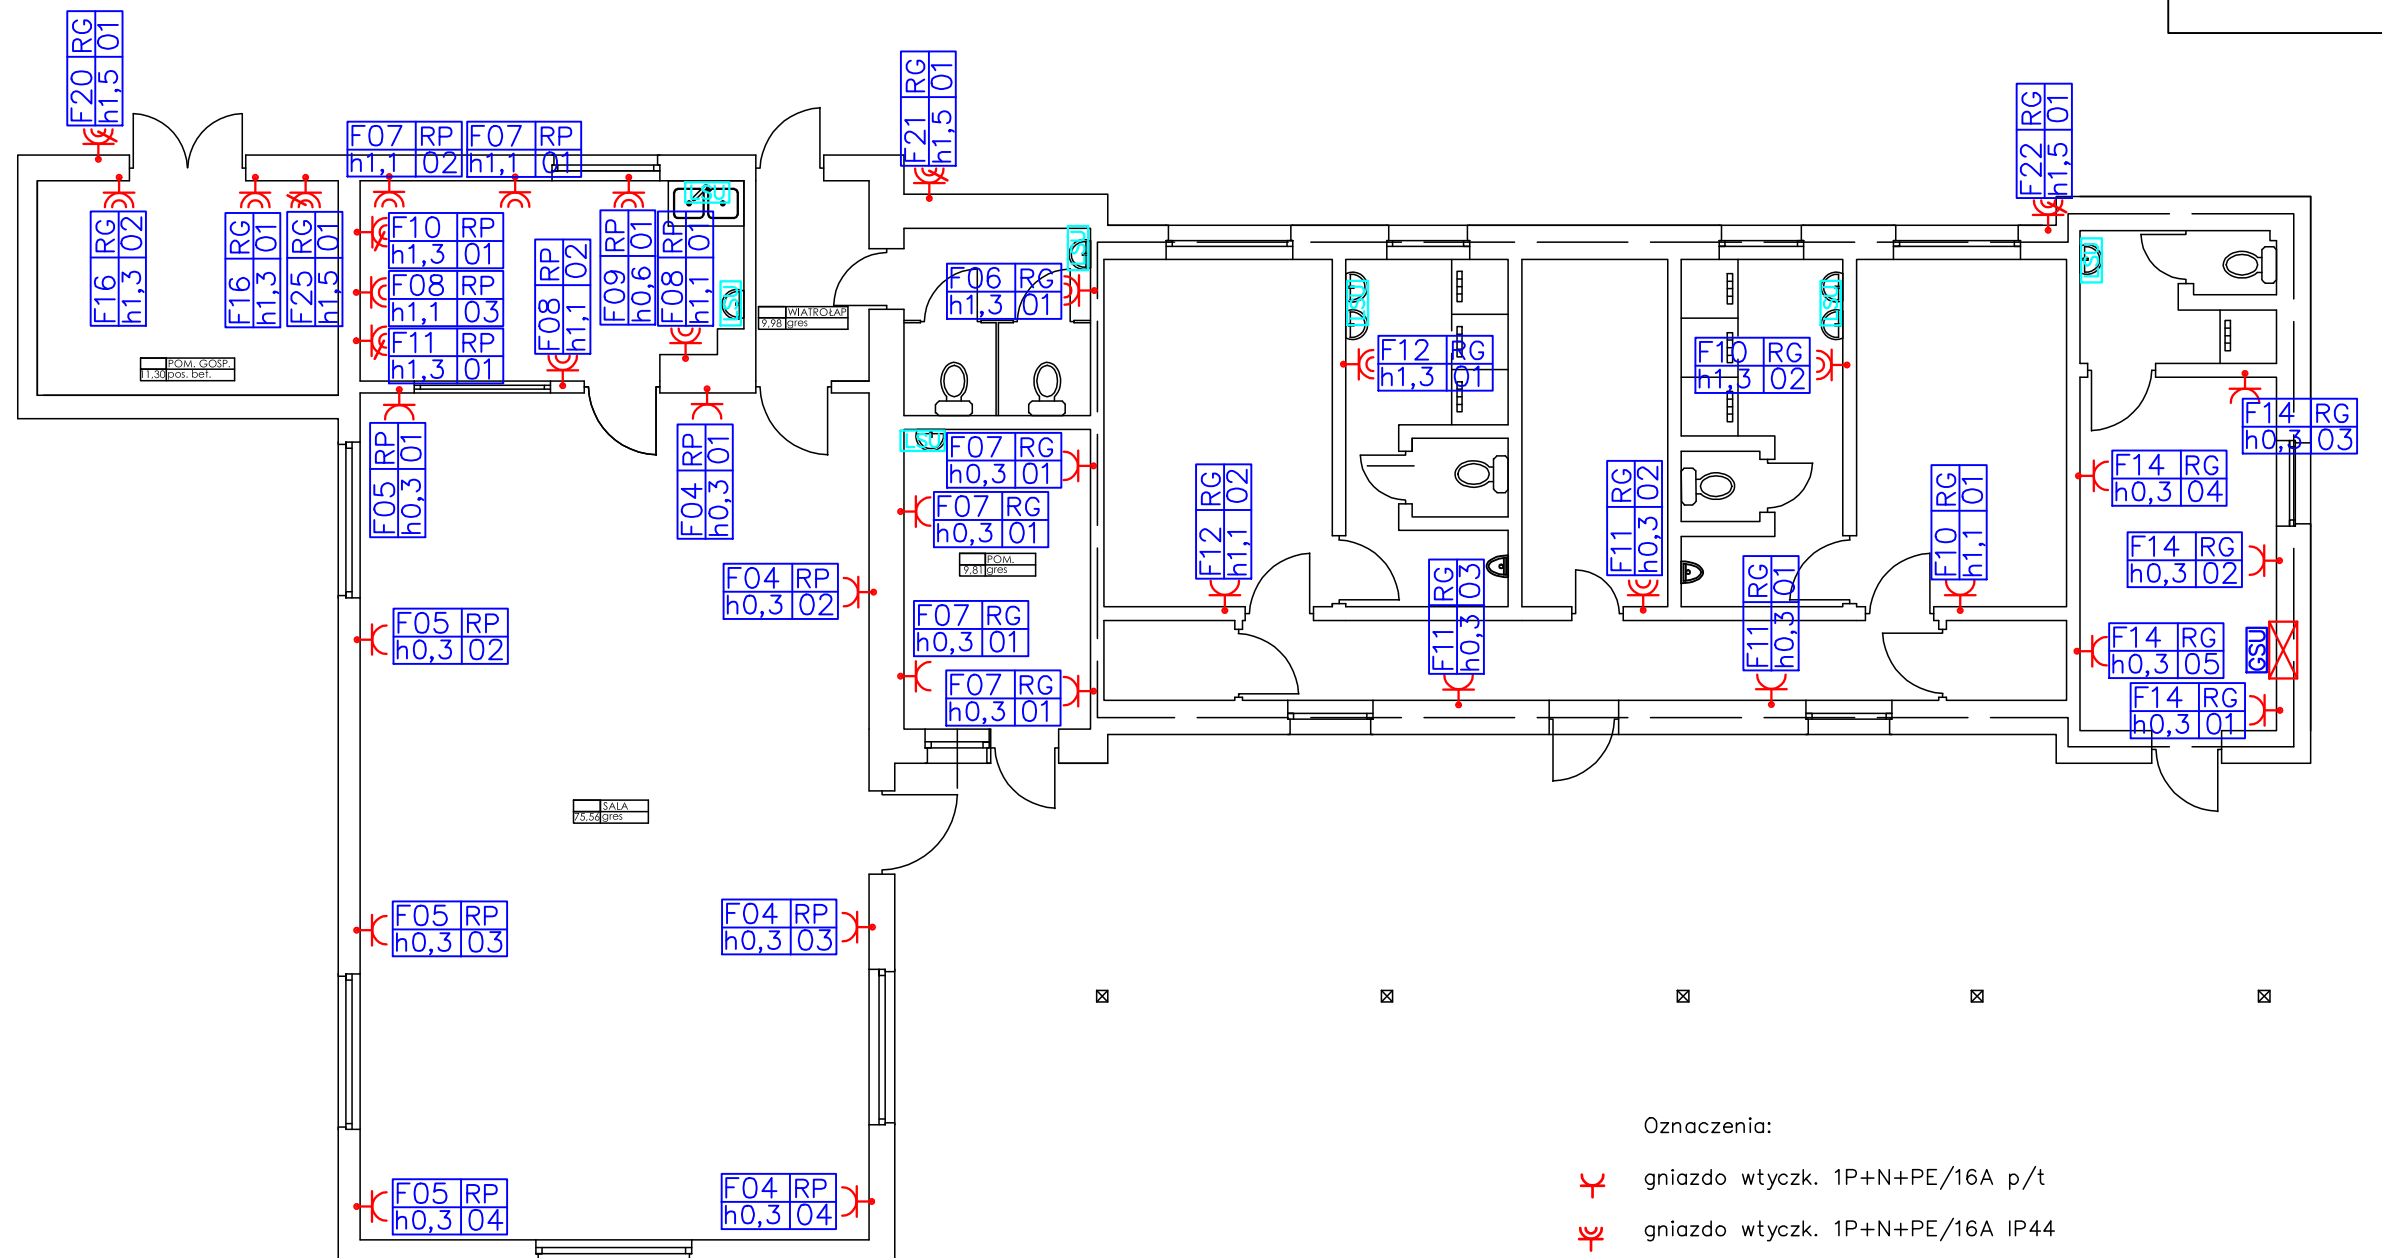 F20 RG
h1,5 01
F21 RG
h1,5 01
F22 RG
h1,5 01
F07 RP
h1,1 02
F07 RP
h1,1 01
LSU
F16 RG
h1,3 02
F16 RG
h1,3 01
F25 RG
h1,5 01
F10 RP
h1,3 01
F08 RP
h1,1 03
F11 RP
h1,3 01
F08 RP
h1,1 02
F09 RP
h0,6 01
F08 RP
h1,1 01
LSU
WIATROŁAP
9,98 gres
LSU
F06 RG
h1,3 01
LSU
F12 RG
h1,3 01
LSU
F10 RG
h1,3 02
LSU
POM. GOSP.
11,30 pos. bet.
F05 RP
h0,3 01
F04 RP
h0,3 01
LSU
F07 RG
h0,3 01
F07 RG
h0,3 01
POM.
9,81 gres
F12 RG
h1,1 02
F11 RG
h0,3 02
F10 RG
h1,1 01
F14 RG
h0,3 03
F14 RG
h0,3 04
F14 RG
h0,3 02
F04 RP
h0,3 02
F05 RP
h0,3 02
F07 RG
h0,3 01
F07 RG
h0,3 01
F11 RG
h0,3 03
F11 RG
h0,3 01
F14 RG
h0,3 05
GSU
F14 RG
h0,3 01
SALA
75,56 gres
F05 RP
h0,3 03
F04 RP
h0,3 03
F05 RP
h0,3 04
F04 RP
h0,3 04
Oznaczenia:
gniazdo wtyczk. 1P+N+PE/16A p/t
gniazdo wtyczk. 1P+N+PE/16A IP44